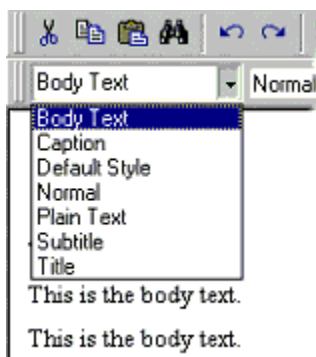 Body Text Normal
Body Text
Caption
Default Style
Normal
Plain Text
Subtitle
Title
This is the body text.
This is the body text.